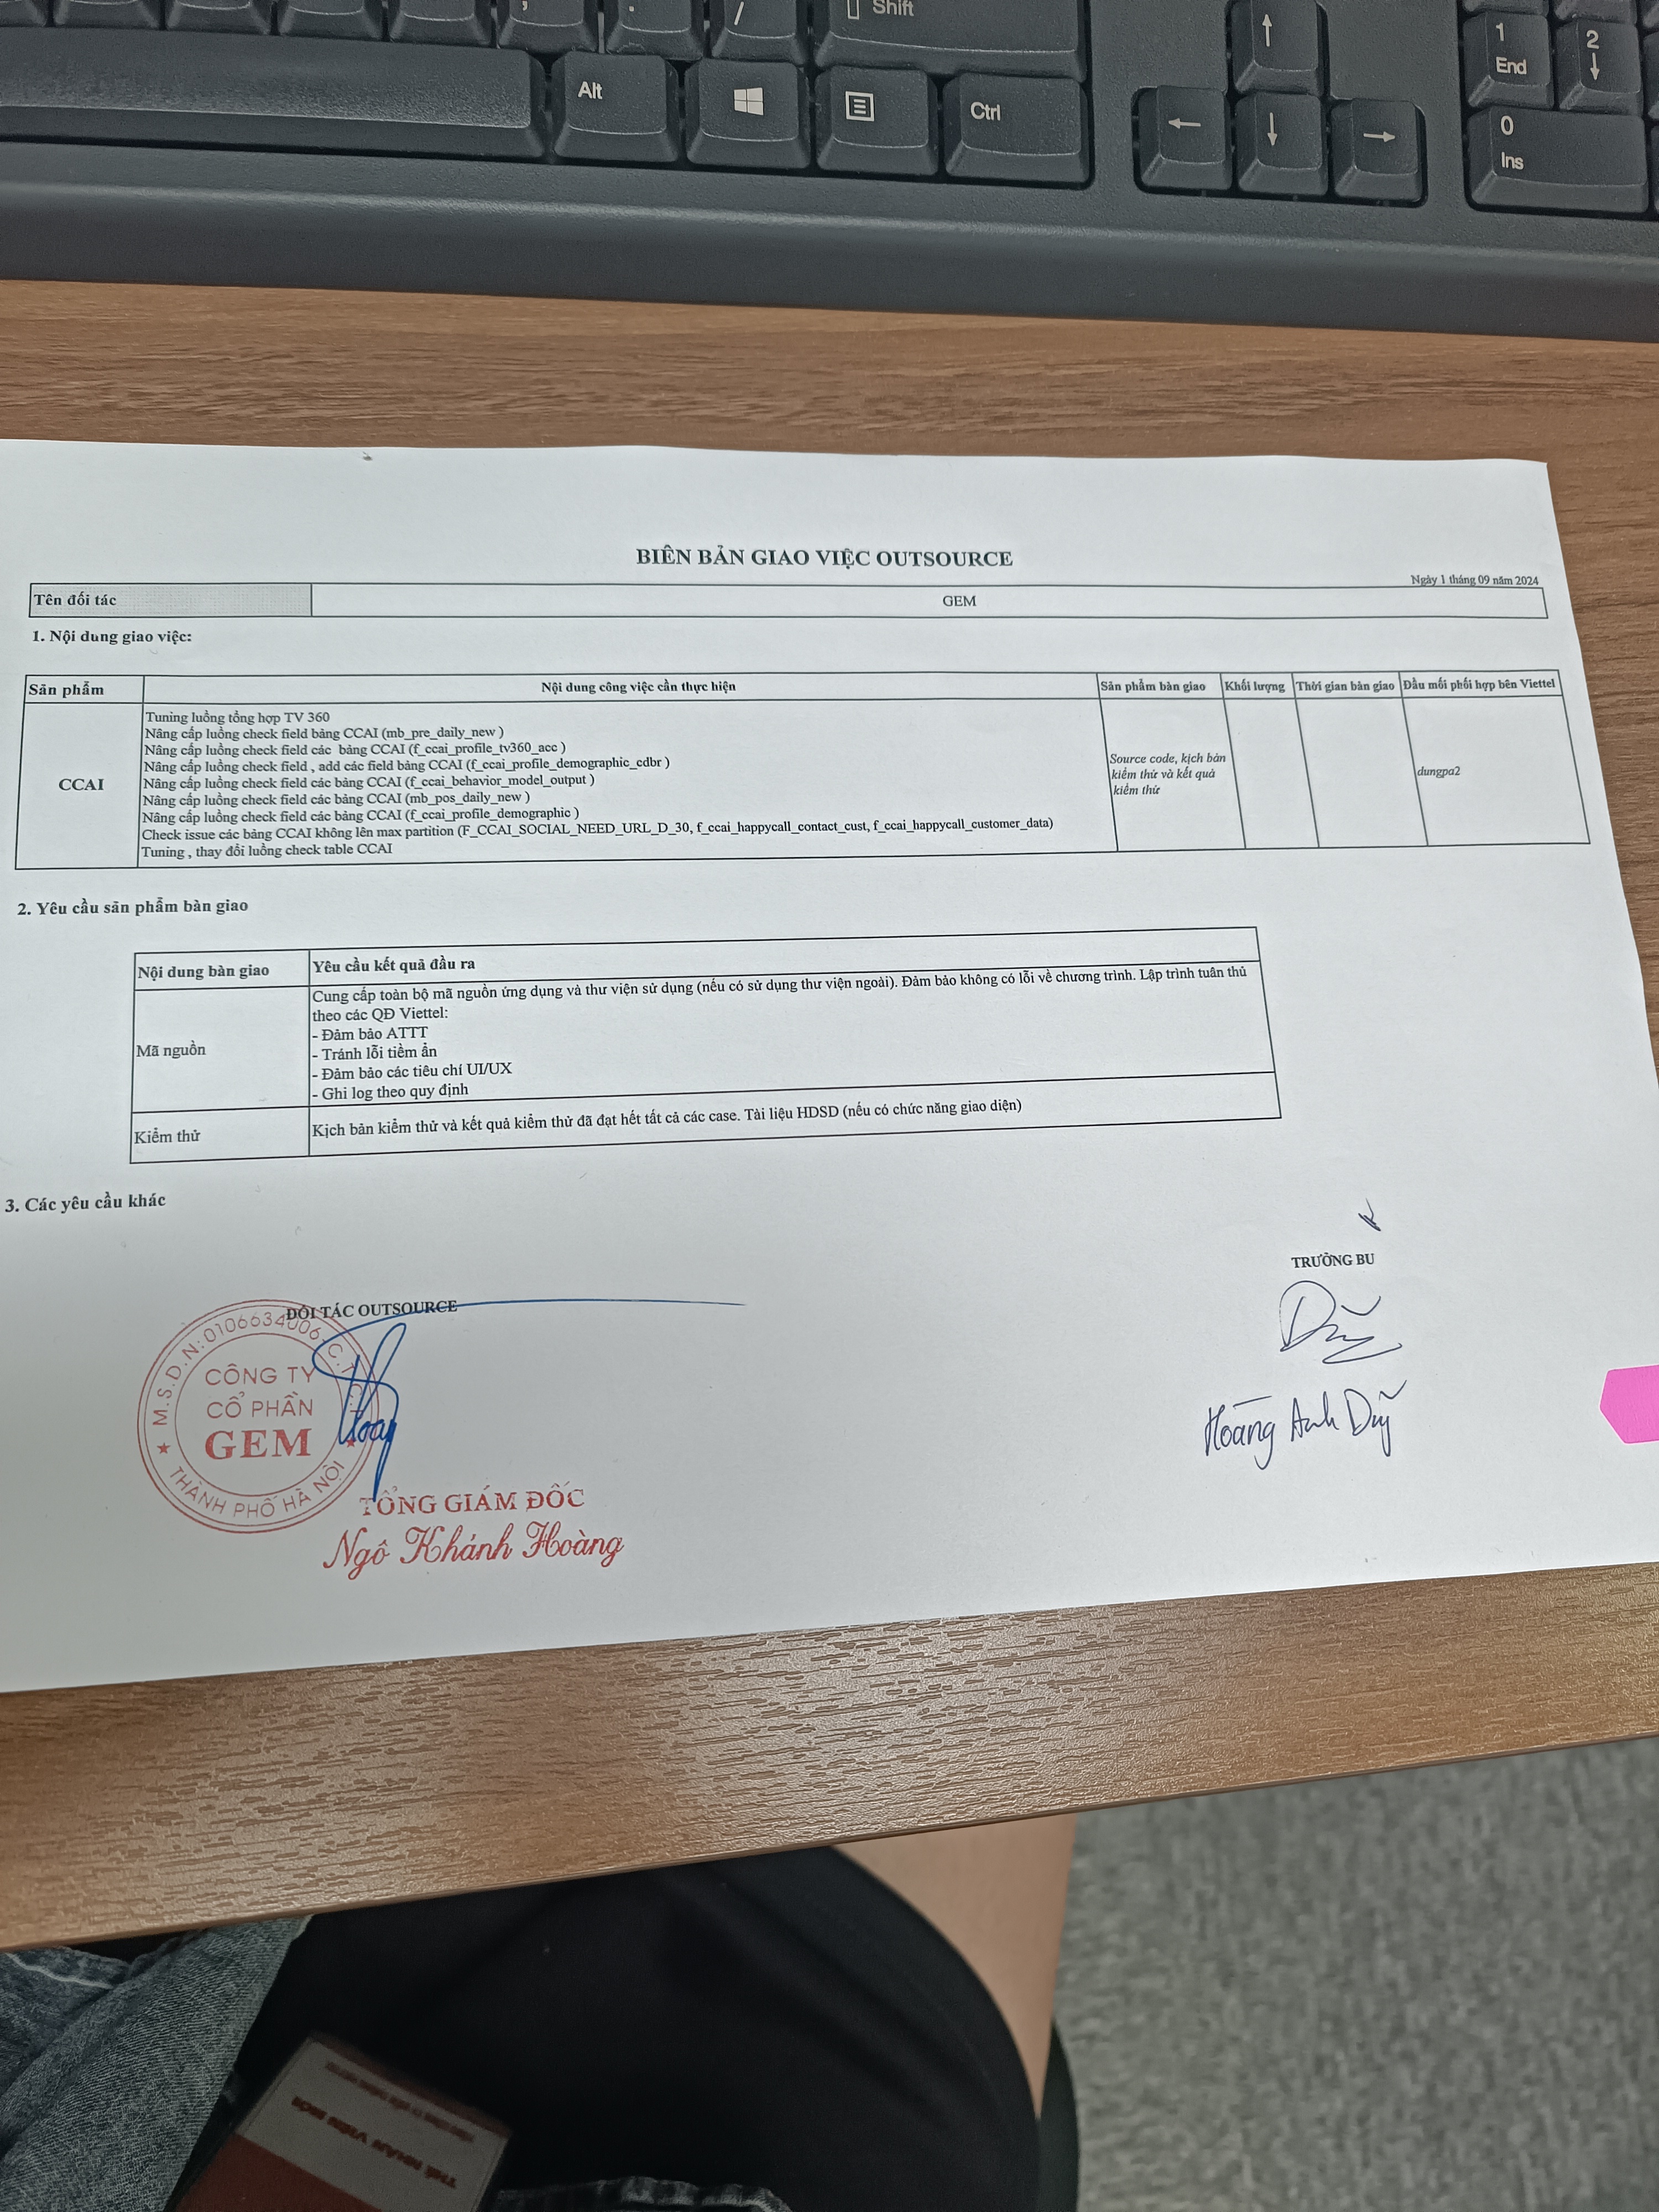 Shift
Alt
Ctrl
1
End
2
0
Ins
BIÊN BẢN GIAO VIỆC OUTSOURCE
Ngày 1 tháng 09 năm 2024
Tên đối tác GEM
1. Nội dung giao việc:
Sản phẩm Nội dung công việc cần thực hiện Sản phẩm bàn giao Khối lượng Thời gian bàn giao Đầu mối phối hợp bên Viettel
CCAI
Tuning luồng tổng hợp TV 360
Nâng cấp luồng check field bảng CCAI (mb_pre_daily_new )
Nâng cấp luồng check field các bảng CCAI (f_ccai_profile_tv360_acc )
Nâng cấp luồng check field , add các field bảng CCAI (f_ccai_profile_demographic_cdbr )
Nâng cấp luồng check field các bảng CCAI (f_ccai_behavior_model_output )
Nâng cấp luồng check field các bảng CCAI (mb_pos_daily_new )
Nâng cấp luồng check field các bảng CCAI (f_ccai_profile_demographic )
Check issue các bảng CCAI không lên max partition (F_CCAI_SOCIAL_NEED_URL_D_30, f_ccai_happycall_contact_cust, f_ccai_happycall_customer_data)
Tuning , thay đổi luồng check table CCAI
Source code, kịch bản
kiểm thử và kết quả
kiểm thử
dungpa2
2. Yêu cầu sản phẩm bàn giao
Nội dung bàn giao Yêu cầu kết quả đầu ra
Mã nguồn
Cung cấp toàn bộ mã nguồn ứng dụng và thư viện sử dụng (nếu có sử dụng thư viện ngoài). Đảm bảo không có lỗi về chương trình. Lập trình tuân thủ
theo các QĐ Viettel:
- Đảm bảo ATTT
- Tránh lỗi tiềm ẩn
- Đảm bảo các tiêu chí UI/UX
- Ghi log theo quy định
Kiểm thử Kịch bản kiểm thử và kết quả kiểm thử đã đạt hết tất cả các case. Tài liệu HDSD (nếu có chức năng giao diện)
3. Các yêu cầu khác
TRƯỞNG BU
Hoàng Anh Duy
ĐỐI TÁC OUTSOURCE
M.S.D.N:0106634006-C.T.C.
CÔNG TY
CỔ PHẦN
GEM
THÀNH PHỐ HÀ NỘI
TỔNG GIÁM ĐỐC
Ngô Khánh Hoàng
THẺ NHÂN VIÊN